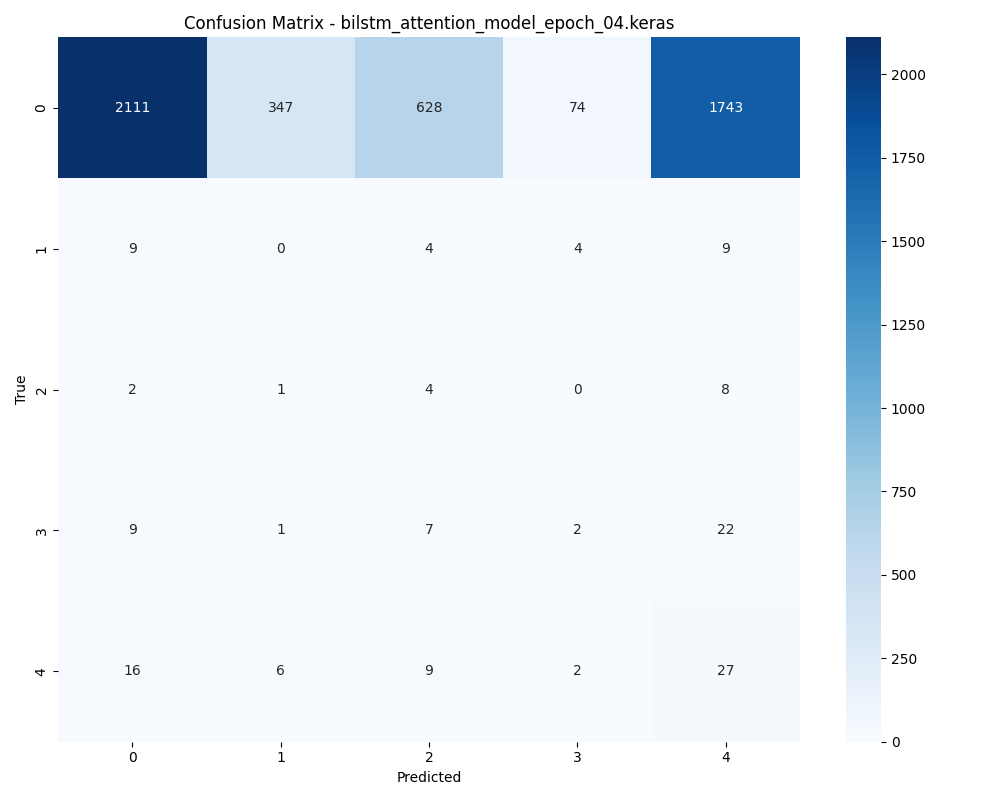 Confusion Matrix - bilstm_attention_model_epoch_04.keras
0 2111 347 628 74 1743
1 9 0 4 4 9
2 2 1 4 0 8
3 9 1 7 2 22
4 16 6 9 2 27
0 1 2 3 4
True
Predicted
2000
1750
1500
1250
1000
750
500
250
0